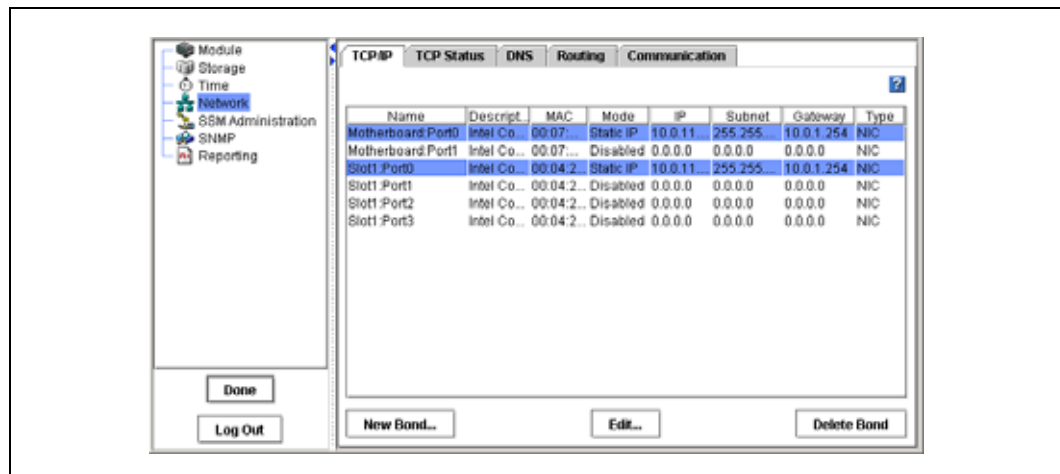 Module
Storage
Time
Network
SSM Administration
SNMP
Reporting
Done
Log Out
TCP/IP TCP Status DNS Routing Communication
?
Name Descript... MAC Mode IP Subnet Gateway Type
Motherboard:Port0 Intel Co... 00:07:... Static IP 10.0.11.... 255.255.... 10.0.1.254 NIC
Motherboard:Port1 Intel Co... 00:07:... Disabled 0.0.0.0 0.0.0.0 0.0.0.0 NIC
Slot1:Port0 Intel Co... 00:04:2... Static IP 10.0.11.... 255.255.... 10.0.1.254 NIC
Slot1:Port1 Intel Co... 00:04:2... Disabled 0.0.0.0 0.0.0.0 0.0.0.0 NIC
Slot1:Port2 Intel Co... 00:04:2... Disabled 0.0.0.0 0.0.0.0 0.0.0.0 NIC
Slot1:Port3 Intel Co... 00:04:2... Disabled 0.0.0.0 0.0.0.0 0.0.0.0 NIC
New Bond... Edit... Delete Bond